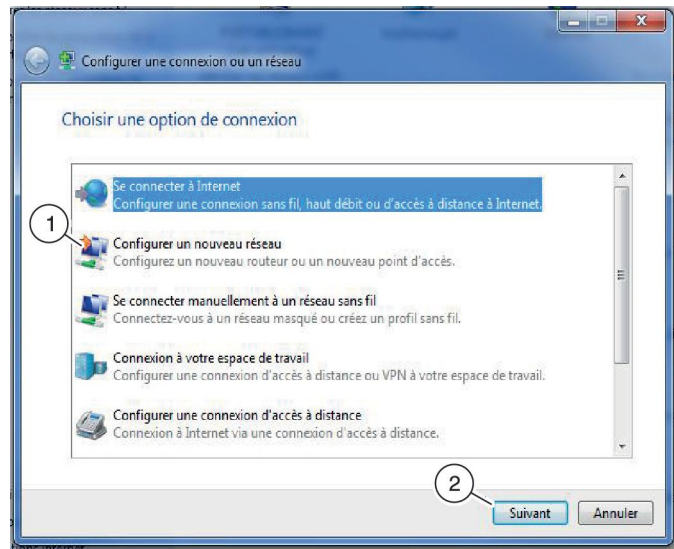 Configurer une connexion ou un réseau
Choisir une option de connexion
Se connecter à Internet
Configurer une connexion sans fil, haut débit ou d'accès à distance à Internet.
1
Configurer un nouveau réseau
Configurez un nouveau routeur ou un nouveau point d'accès.
Se connecter manuellement à un réseau sans fil
Connectez-vous à un réseau masqué ou créez un profil sans fil.
Connexion à votre espace de travail
Configurer une connexion d'accès à distance ou VPN à votre espace de travail.
Configurer une connexion d'accès à distance
Connexion à Internet via une connexion d'accès à distance.
2
Suivant
Annuler